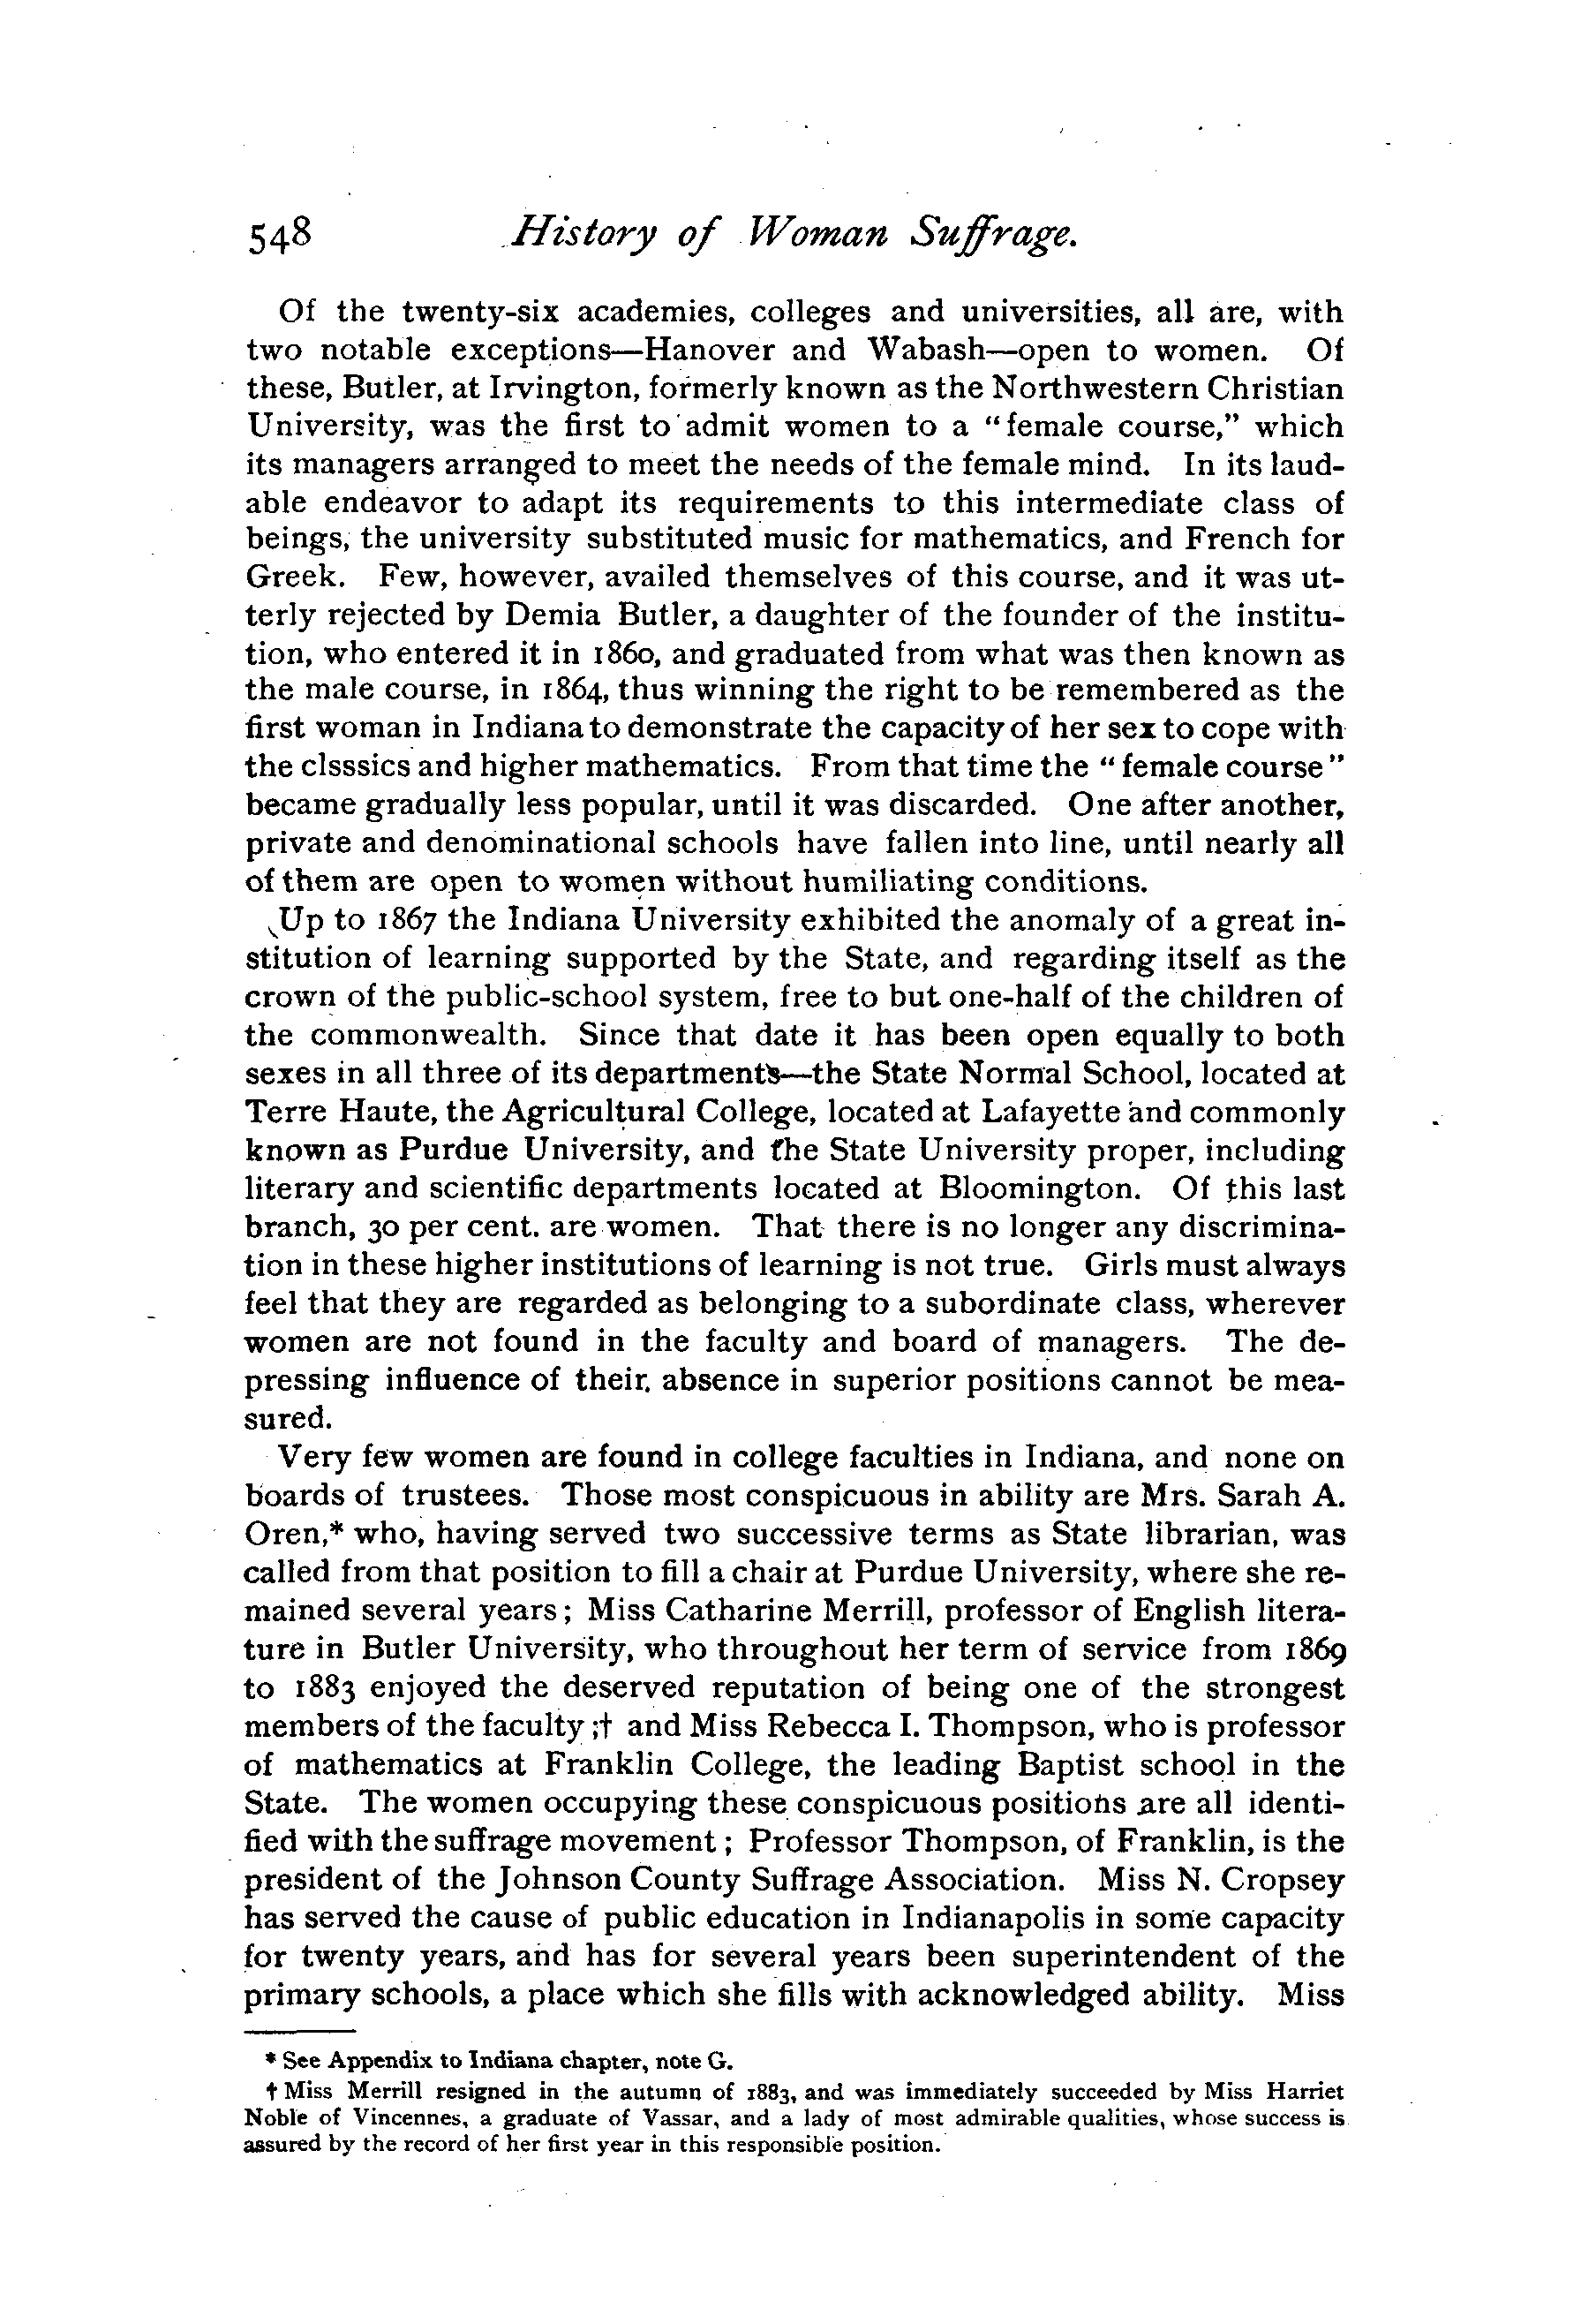 548 History of Woman Suffrage.
Of the twenty-six academies, colleges and universities, all are, with
two notable exceptions—Hanover and Wabash—open to women. Of
these, Butler, at Irvington, formerly known as the Northwestern Christian
University, was the first to admit women to a "female course," which
its managers arranged to meet the needs of the female mind. In its laud-
able endeavor to adapt its requirements to this intermediate class of
beings, the university substituted music for mathematics, and French for
Greek. Few, however, availed themselves of this course, and it was ut-
terly rejected by Demia Butler, a daughter of the founder of the institu-
tion, who entered it in 1860, and graduated from what was then known as
the male course, in 1864, thus winning the right to be remembered as the
first woman in Indiana to demonstrate the capacity of her sex to cope with
the clsssics and higher mathematics. From that time the "female course"
became gradually less popular, until it was discarded. One after another,
private and denominational schools have fallen into line, until nearly all
of them are open to women without humiliating conditions.
Up to 1867 the Indiana University exhibited the anomaly of a great in-
stitution of learning supported by the State, and regarding itself as the
crown of the public-school system, free to but one-half of the children of
the commonwealth. Since that date it has been open equally to both
sexes in all three of its departments—the State Normal School, located at
Terre Haute, the Agricultural College, located at Lafayette and commonly
known as Purdue University, and the State University proper, including
literary and scientific departments located at Bloomington. Of this last
branch, 30 per cent. are women. That there is no longer any discrimina-
tion in these higher institutions of learning is not true. Girls must always
feel that they are regarded as belonging to a subordinate class, wherever
women are not found in the faculty and board of managers. The de-
pressing influence of their absence in superior positions cannot be mea-
sured.
Very few women are found in college faculties in Indiana, and none on
boards of trustees. Those most conspicuous in ability are Mrs. Sarah A.
Oren,* who, having served two successive terms as State librarian, was
called from that position to fill a chair at Purdue University, where she re-
mained several years; Miss Catharine Merrill, professor of English litera-
ture in Butler University, who throughout her term of service from 1869
to 1883 enjoyed the deserved reputation of being one of the strongest
members of the faculty;† and Miss Rebecca I. Thompson, who is professor
of mathematics at Franklin College, the leading Baptist school in the
State. The women occupying these conspicuous positions are all identi-
fied with the suffrage movement; Professor Thompson, of Franklin, is the
president of the Johnson County Suffrage Association. Miss N. Cropsey
has served the cause of public education in Indianapolis in some capacity
for twenty years, and has for several years been superintendent of the
primary schools, a place which she fills with acknowledged ability. Miss
* See Appendix to Indiana chapter, note G.
† Miss Merrill resigned in the autumn of 1883, and was immediately succeeded by Miss Harriet
Noble of Vincennes, a graduate of Vassar, and a lady of most admirable qualities, whose success is
assured by the record of her first year in this responsible position.